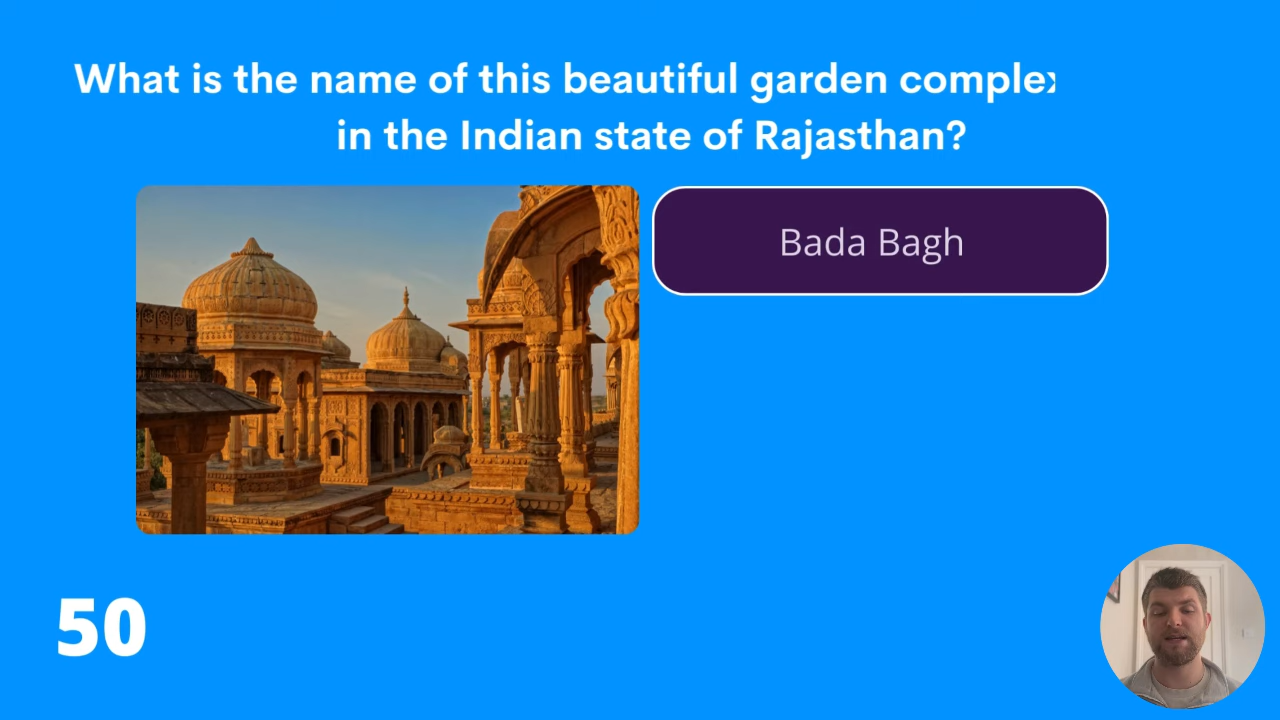 What is the name of this beautiful garden complex
in the Indian state of Rajasthan?
Bada Bagh
50